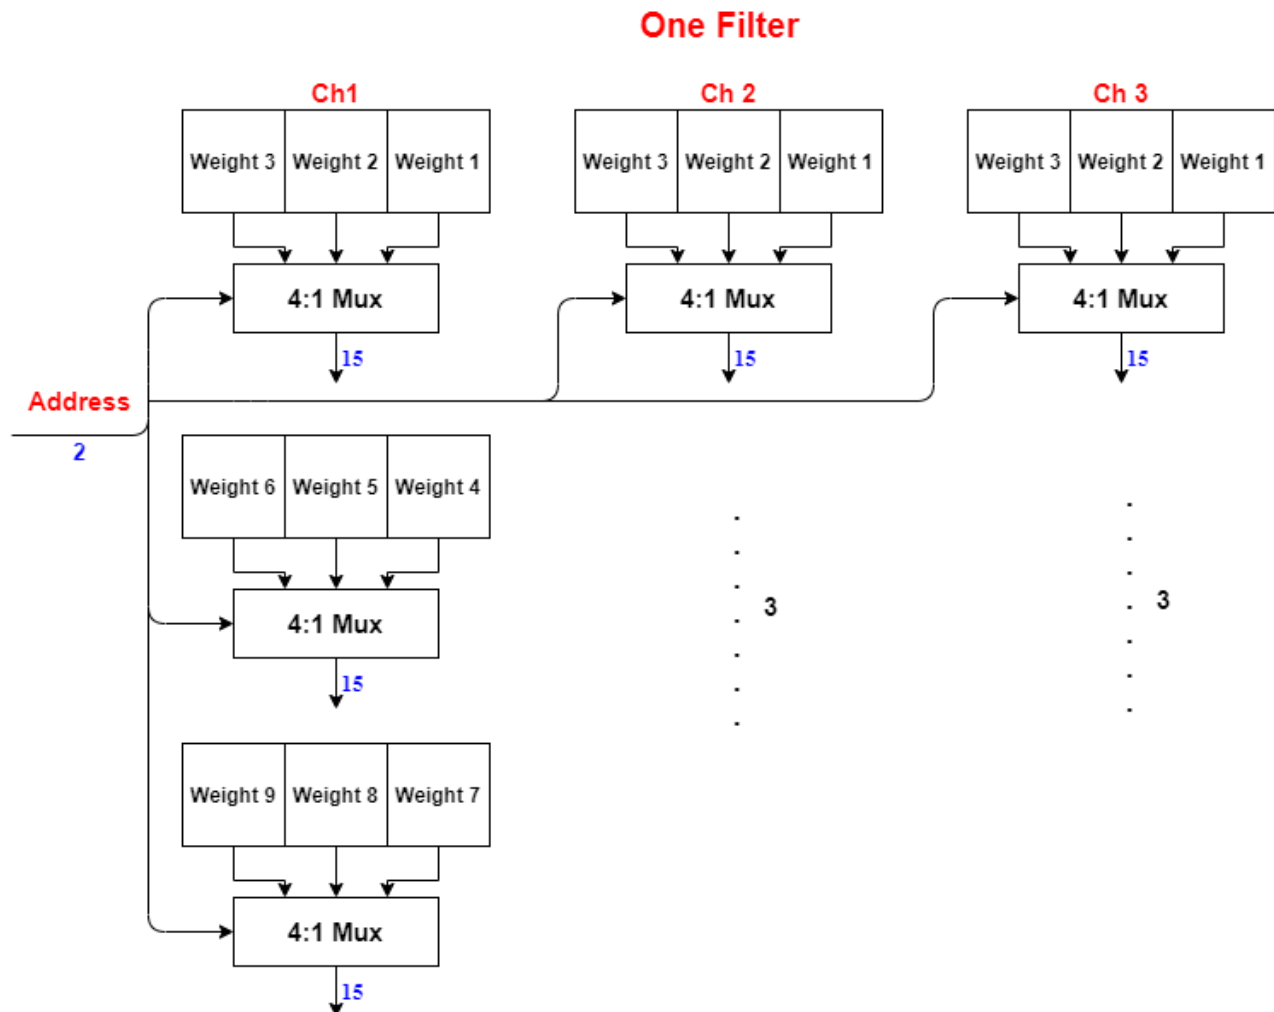 One Filter
Ch1
Ch 2
Ch 3
Weight 3 Weight 2 Weight 1
Weight 3 Weight 2 Weight 1
Weight 3 Weight 2 Weight 1
4:1 Mux
4:1 Mux
4:1 Mux
15
15
15
Address
2
Weight 6 Weight 5 Weight 4
4:1 Mux
15
3
3
Weight 9 Weight 8 Weight 7
4:1 Mux
15